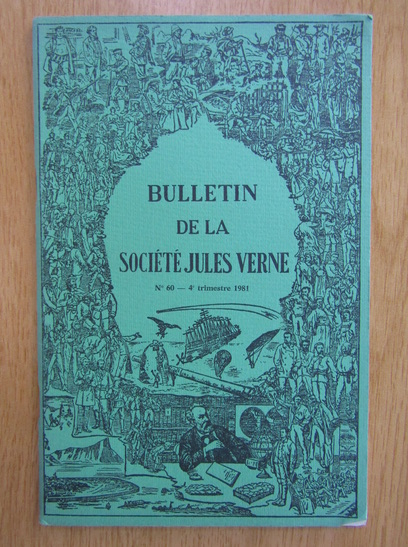 BULLETIN
DE LA
SOCIÉTÉ JULES VERNE
N° 60 — 4e trimestre 1981